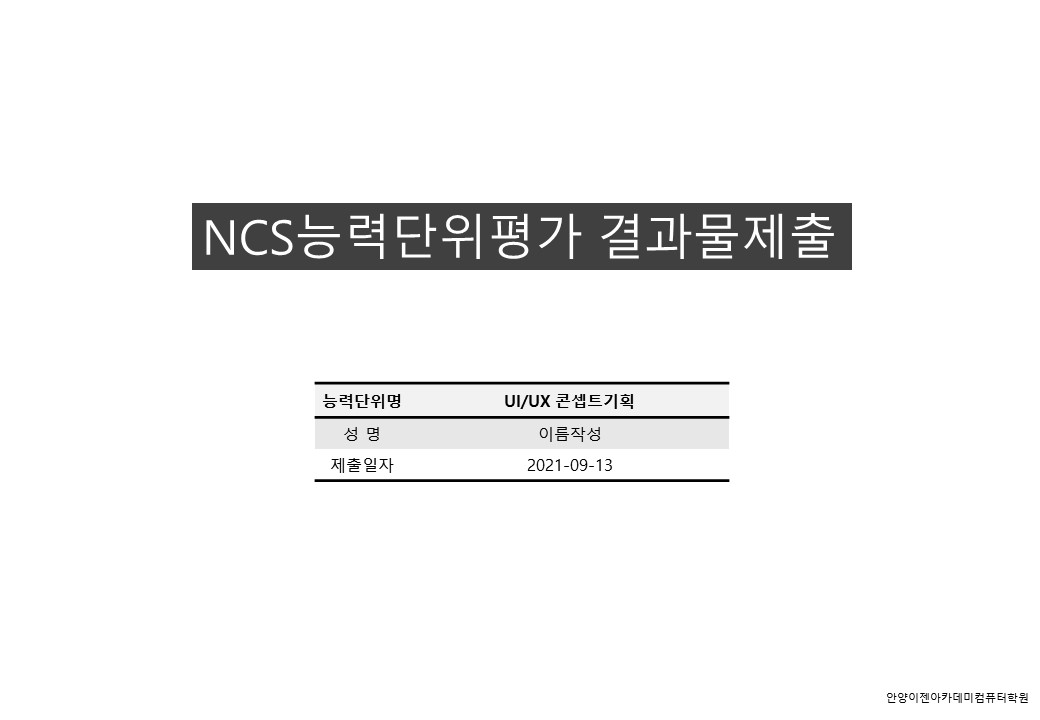 NCS능력단위평가 결과물제출
능력단위명 UI/UX 콘셉트기획
성 명 이름작성
제출일자 2021-09-13
안양이젠아카데미컴퓨터학원